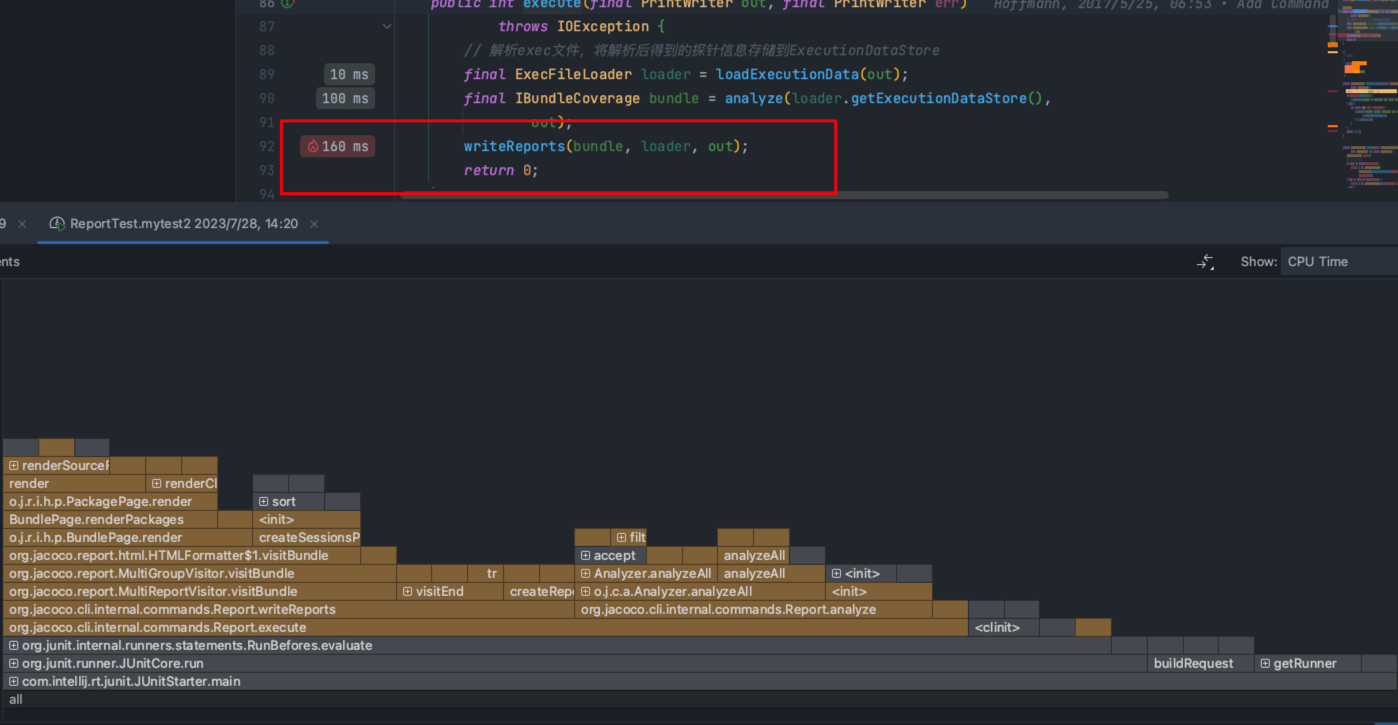 86 public int execute(final PrintWriter out, final PrintWriter err) Hoffmann, 2017/5/25, 06:53 • Add Command
87 throws IOException {
88 // 解析exec文件，将解析后得到的探针信息存储到ExecutionDataStore
89 10 ms final ExecFileLoader loader = loadExecutionData(out);
90 100 ms final IBundleCoverage bundle = analyze(loader.getExecutionDataStore(),
91 out);
92 160 ms writeReports(bundle, loader, out);
93 return 0;
94
9 × ReportTest.mytest2 2023/7/28, 14:20 ×
ents Show: CPU Time
renderSourceF
render renderCl
o.j.r.i.h.p.PackagePage.render sort
BundlePage.renderPackages <init>
o.j.r.i.h.p.BundlePage.render createSessionsP filt
org.jacoco.report.html.HTMLFormatter$1.visitBundle accept analyzeAll
org.jacoco.report.MultiGroupVisitor.visitBundle tr Analyzer.analyzeAll analyzeAll <init>
org.jacoco.report.MultiReportVisitor.visitBundle visitEnd createRepo o.j.c.a.Analyzer.analyzeAll <init>
org.jacoco.cli.internal.commands.Report.writeReports org.jacoco.cli.internal.commands.Report.analyze
org.jacoco.cli.internal.commands.Report.execute <clinit>
org.junit.internal.runners.statements.RunBefores.evaluate
org.junit.runner.JUnitCore.run buildRequest getRunner
com.intellij.rt.junit.JUnitStarter.main
all